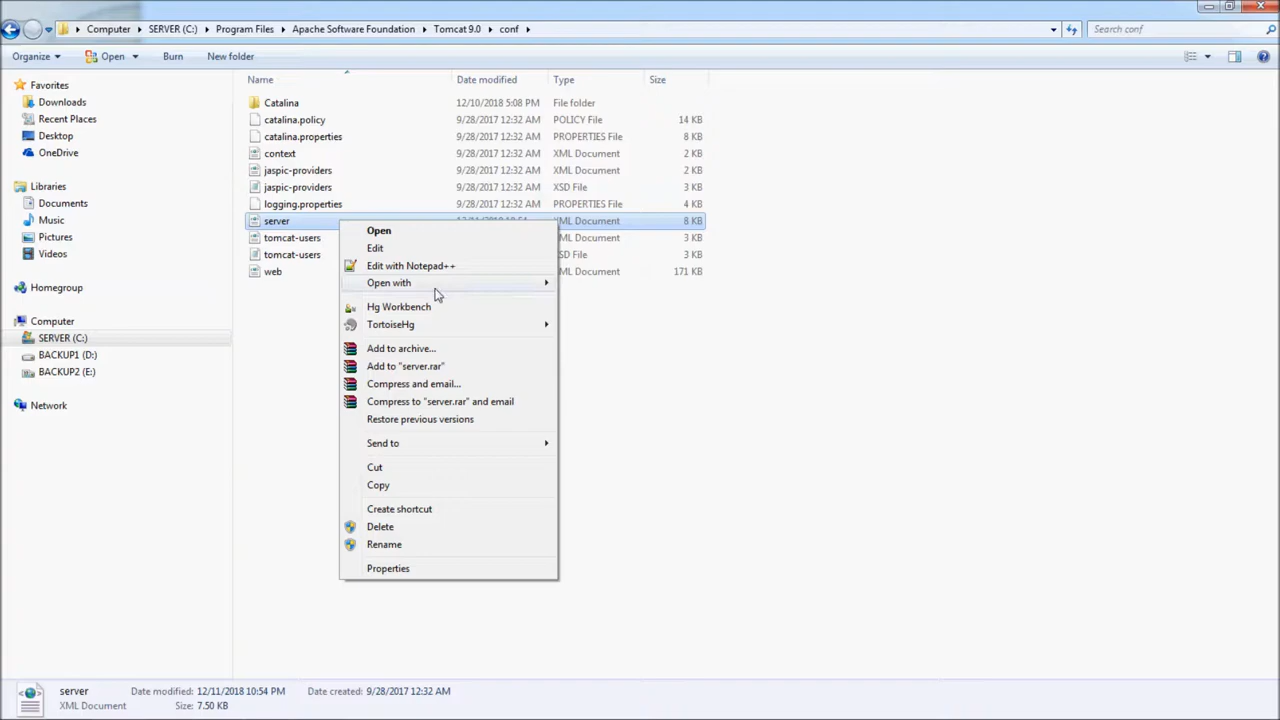 Computer SERVER (C:) Program Files Apache Software Foundation Tomcat 9.0 conf Search conf
Organize Open Burn New folder
Name Date modified Type Size
Favorites
Downloads
Recent Places
Desktop
OneDrive
Libraries
Documents
Music
Pictures
Videos
Homegroup
Computer
SERVER (C:)
BACKUP1 (D:)
BACKUP2 (E:)
Network
Catalina 12/10/2018 5:08 PM File folder
catalina.policy 9/28/2017 12:32 AM POLICY File 14 KB
catalina.properties 9/28/2017 12:32 AM PROPERTIES File 8 KB
context 9/28/2017 12:32 AM XML Document 2 KB
jaspic-providers 9/28/2017 12:32 AM XML Document 2 KB
jaspic-providers 9/28/2017 12:32 AM XSD File 3 KB
logging.properties 9/28/2017 12:32 AM PROPERTIES File 4 KB
server XML Document 8 KB
tomcat-users ML Document 3 KB
tomcat-users SD File 3 KB
web ML Document 171 KB
Open
Edit
Edit with Notepad++
Open with
Hg Workbench
TortoiseHg
Add to archive...
Add to "server.rar"
Compress and email...
Compress to "server.rar" and email
Restore previous versions
Send to
Cut
Copy
Create shortcut
Delete
Rename
Properties
server Date modified: 12/11/2018 10:54 PM Date created: 9/28/2017 12:32 AM
XML Document Size: 7.50 KB